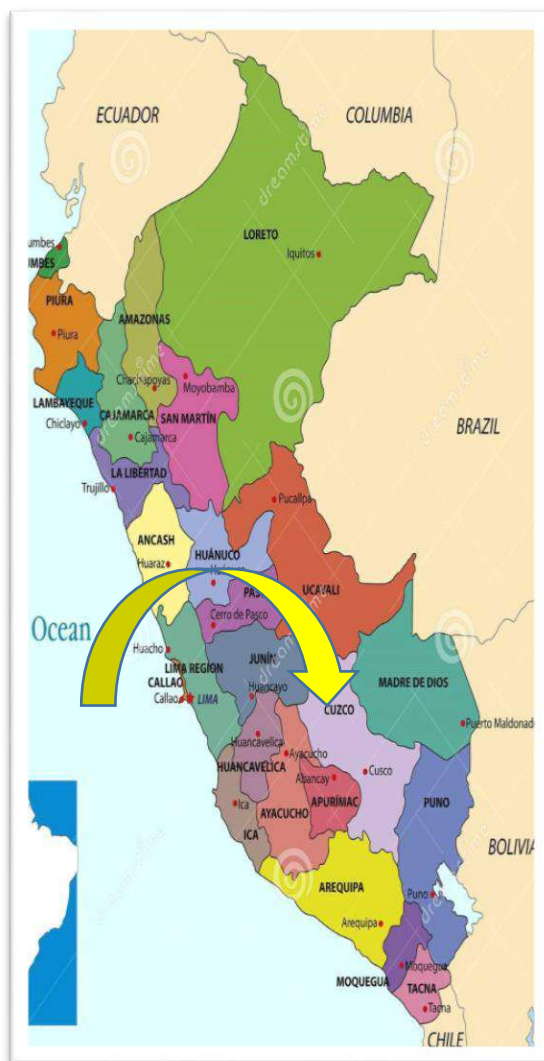 ECUADOR
COLUMBIA
LORETO
Iquitos
umbes
MBES
PIURA
Piura
AMAZONAS
Moyobamba
LAMBAYEQUE
Chachapoyas
CAJAMARCA
SAN MARTÍN
Chiclayo
Cajamarca
BRAZIL
LA LIBERTAD
Trujillo
Pucallpa
ANCASH
HUÁNUCO
Huaraz
UCAYALI
PAS
Cerro de Pasco
Ocean
Huacho
JUNÍN
LIMA REGION
CALLAO
MADRE DE DIOS
Callao
LIMA
Huencayo
CUZCO
Puerto Maldonado
Huancavelica
Ayacucho
HUANCAVELICA
Abancay
Cusco
Ica
APURÍMAC
PUNO
AYACUCHO
ICA
BOLIVI
AREQUIPA
Puno
Arequipa
MOQUEGUA
Moquegua
TACNA
Tacna
CHILE
dreamstime